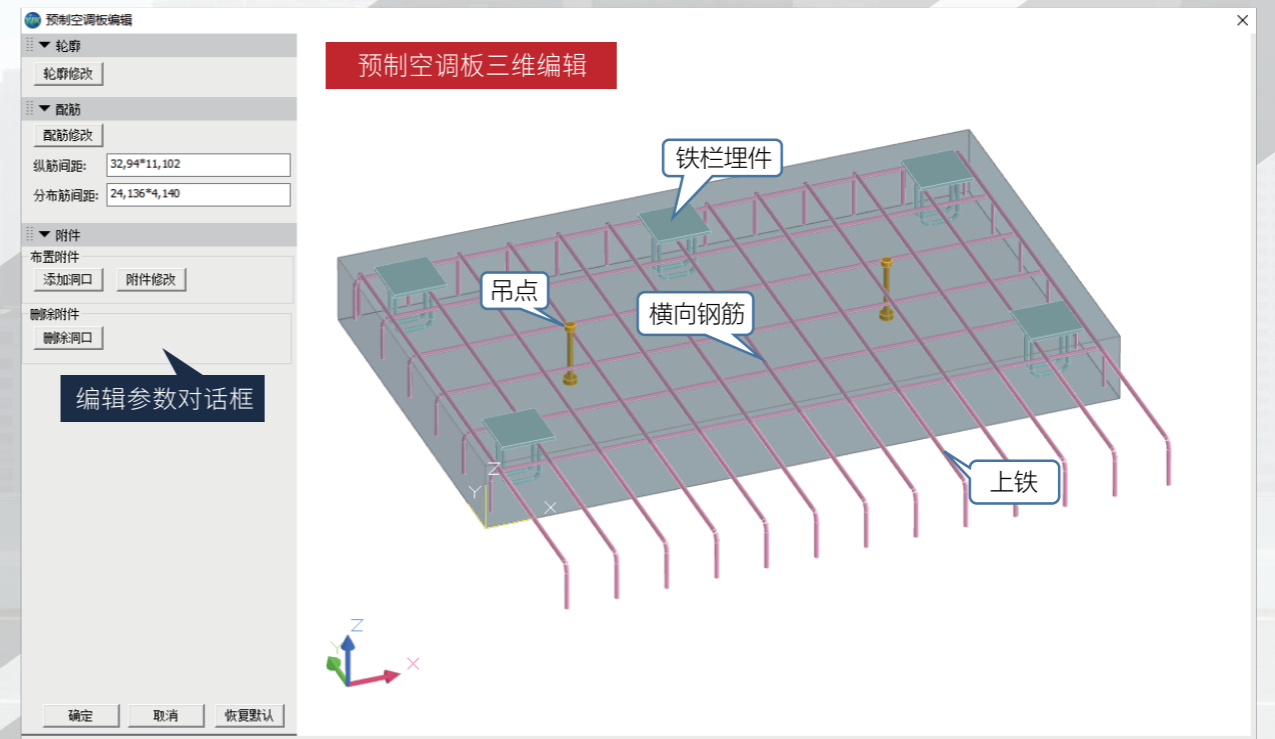 预制空调板编辑
轮廓
轮廓修改
配筋
配筋修改
纵筋间距: 32,94*11,102
分布筋间距: 24,136*4,140
附件
布置附件
添加洞口 附件修改
删除附件
删除洞口
编辑参数对话框
确定 取消 恢复默认
预制空调板三维编辑
铁栏埋件
吊点
横向钢筋
上铁
Z
Y
X
Z
Y
X